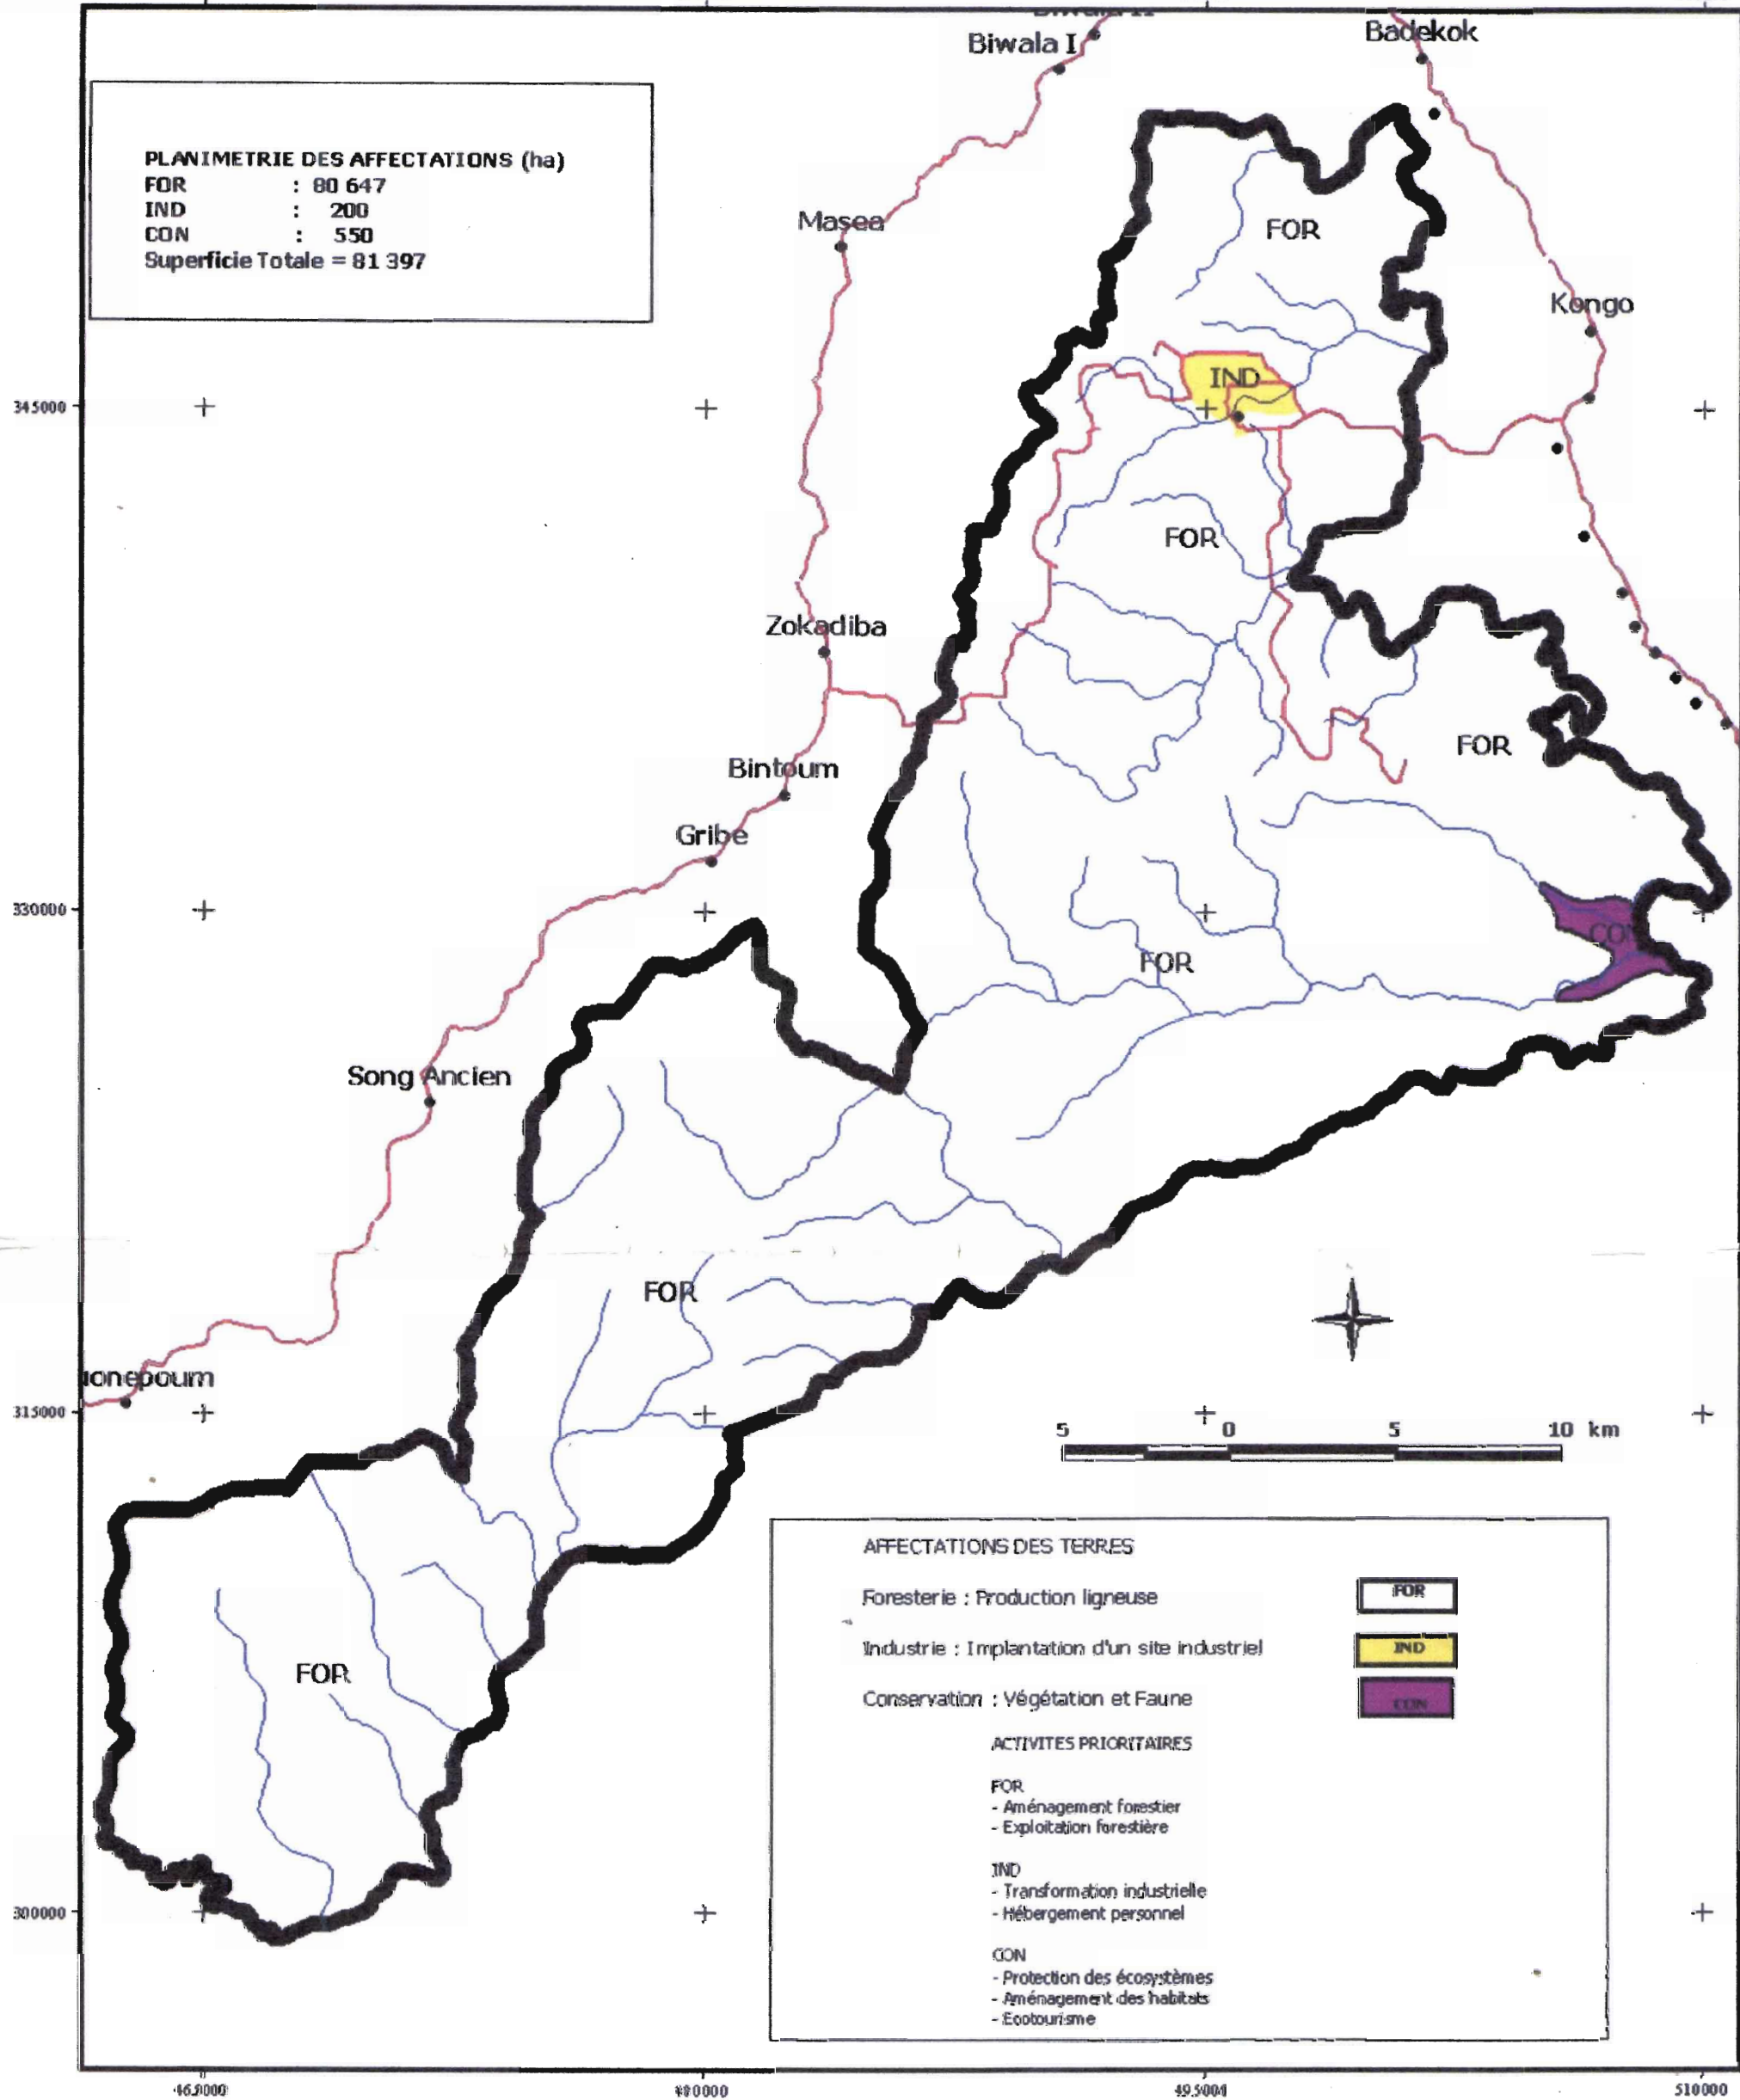 Biwala I
Badekok
PLANIMETRIE DES AFFECTATIONS (ha)
FOR : 80 647
IND : 200
CON : 550
Superficie Totale = 81 397
Masea
FOR
Kongo
IND
345000
FOR
Zokadiba
FOR
Bintoum
Gribe
330000
CON
FOR
Song Ancien
FOR
ionepoum
315000
5 0 5 10 km
AFFECTATIONS DES TERRES
Foresterie : Production ligneuse FOR
Industrie : Implantation d'un site industriel IND
Conservation : Végétation et Faune CON
FOR
ACTIVITES PRIORITAIRES
FOR
- Aménagement forestier
- Exploitation forestière
IND
- Transformation industrielle
- Hébergement personnel
300000
CON
- Protection des écosystèmes
- Aménagement des habitats
- Ecotourisme
510000